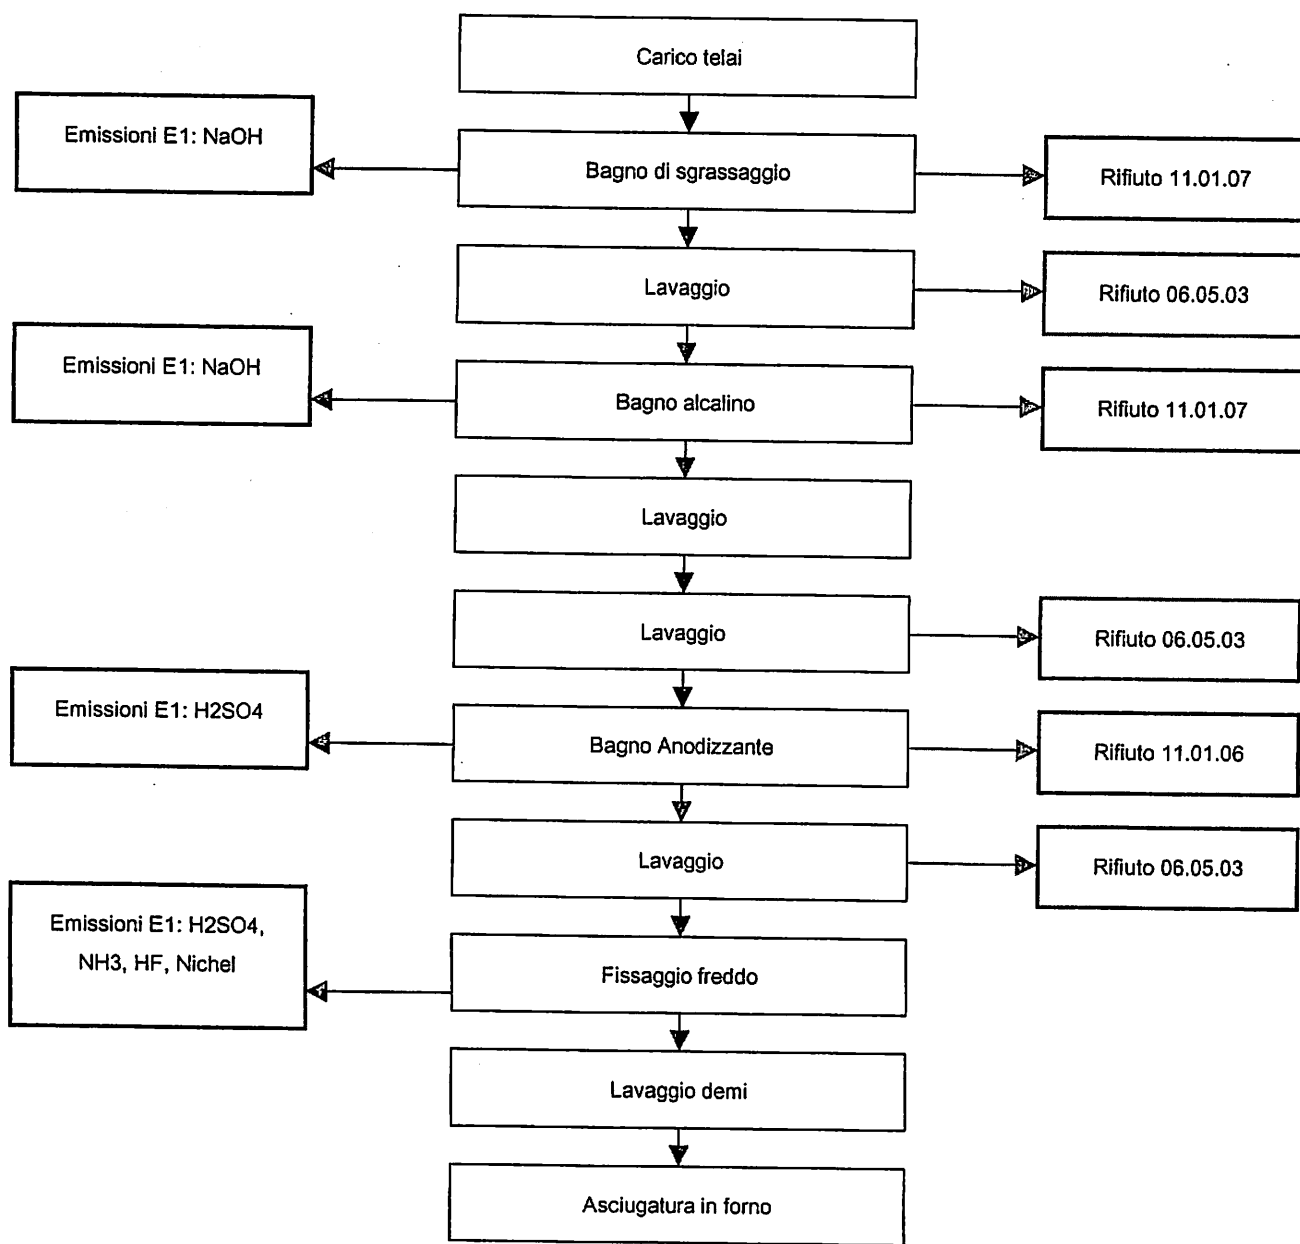 Carico telai
Emissioni E1: NaOH
Bagno di sgrassaggio
Rifiuto 11.01.07
Lavaggio
Rifiuto 06.05.03
Emissioni E1: NaOH
Bagno alcalino
Rifiuto 11.01.07
Lavaggio
Lavaggio
Rifiuto 06.05.03
Emissioni E1: H2SO4
Bagno Anodizzante
Rifiuto 11.01.06
Lavaggio
Rifiuto 06.05.03
Emissioni E1: H2SO4,
NH3, HF, Nichel
Fissaggio freddo
Lavaggio demi
Asciugatura in forno